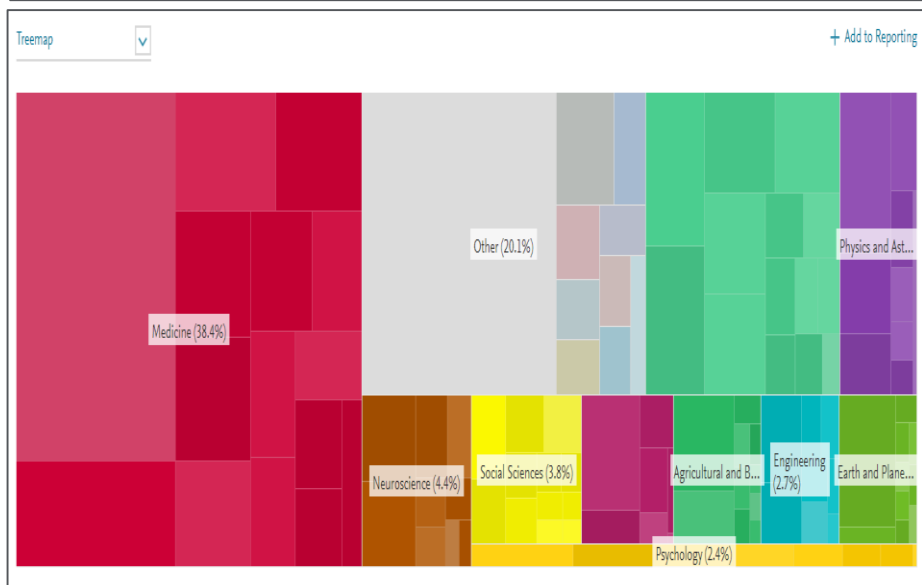 Treemap
+ Add to Reporting
Other (20.1%)
Physics and Ast...
Medicine (38.4%)
Neuroscience (4.4%)
Social Sciences (3.8%)
Agricultural and B...
Engineering
(2.7%)
Earth and Plane...
Psychology (2.4%)